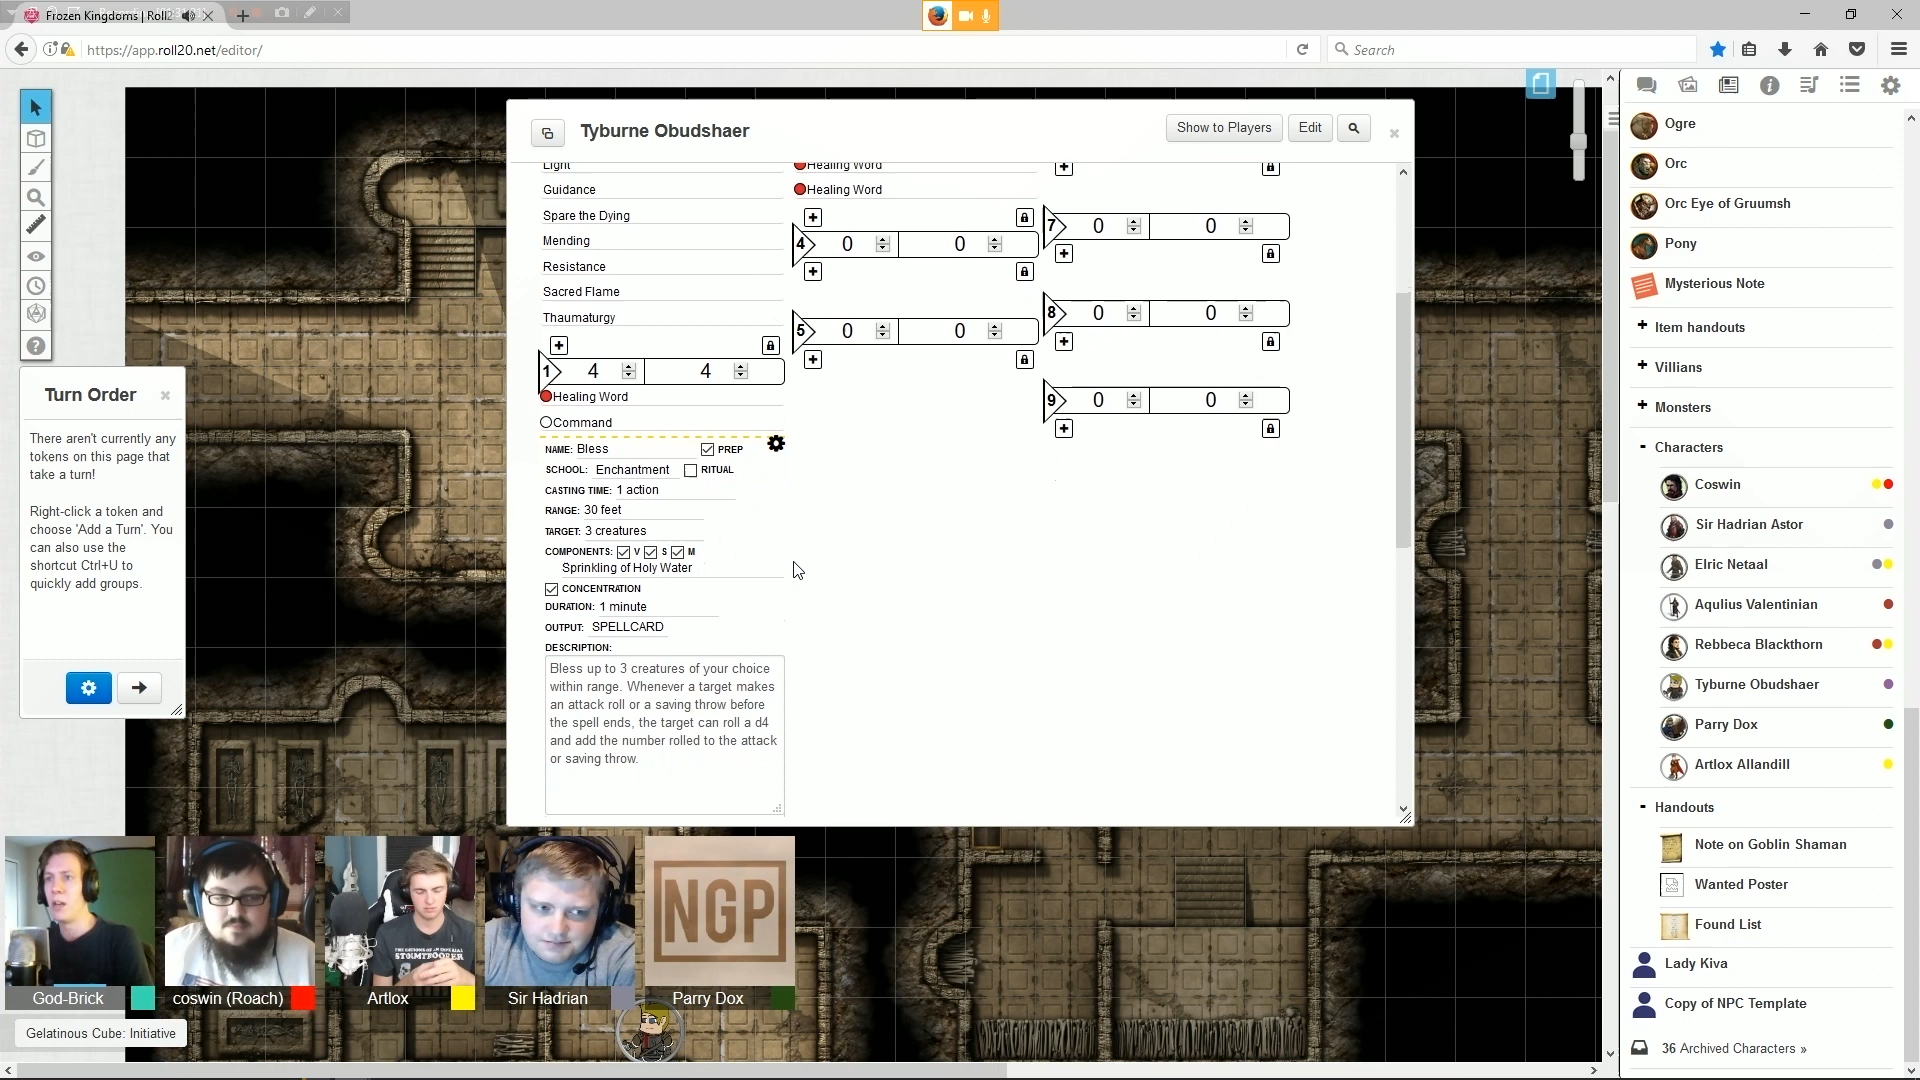 Frozen Kingdoms | Roll2
https://app.roll20.net/editor/
Search
Tyburne Obudshaer
Show to Players
Edit
Light
Guidance
Spare the Dying
Mending
Resistance
Sacred Flame
Thaumaturgy
1 4 4
Healing Word
Command
NAME: Bless PREP
SCHOOL: Enchantment RITUAL
CASTING TIME: 1 action
RANGE: 30 feet
TARGET: 3 creatures
COMPONENTS: V S M
Sprinkling of Holy Water
CONCENTRATION
DURATION: 1 minute
OUTPUT: SPELLCARD
DESCRIPTION:
Bless up to 3 creatures of your choice
within range. Whenever a target makes
an attack roll or a saving throw before
the spell ends, the target can roll a d4
and add the number rolled to the attack
or saving throw.
Healing Word
Healing Word
4 0 0
5 0 0
7 0 0
8 0 0
9 0 0
Turn Order
There aren't currently any
tokens on this page that
take a turn!
Right-click a token and
choose 'Add a Turn'. You
can also use the
shortcut Ctrl+U to
quickly add groups.
Ogre
Orc
Orc Eye of Gruumsh
Pony
Mysterious Note
Item handouts
Villians
Monsters
Characters
Coswin
Sir Hadrian Astor
Elric Netaal
Aqulius Valentinian
Rebbeca Blackthorn
Tyburne Obudshaer
Parry Dox
Artlox Allandill
Handouts
Note on Goblin Shaman
Wanted Poster
Found List
Lady Kiva
Copy of NPC Template
36 Archived Characters »
STORMTROOPER
NGP
God-Brick
coswin (Roach)
Artlox
Sir Hadrian
Parry Dox
Gelatinous Cube: Initiative